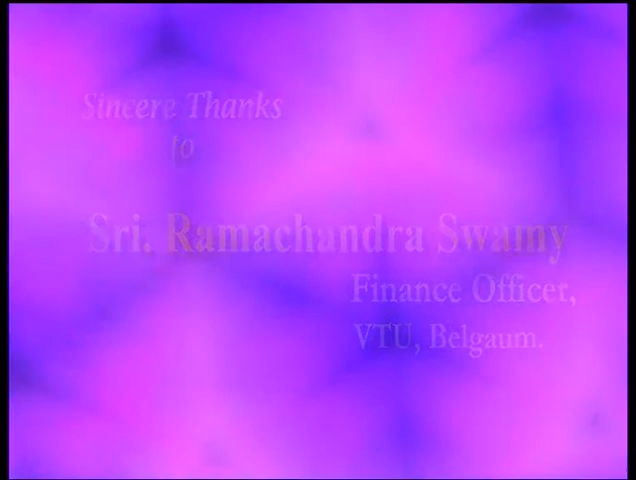 Sincere Thanks
to
Sri. Ramachandra Swamy
Finance Officer,
VTU, Belgaum.